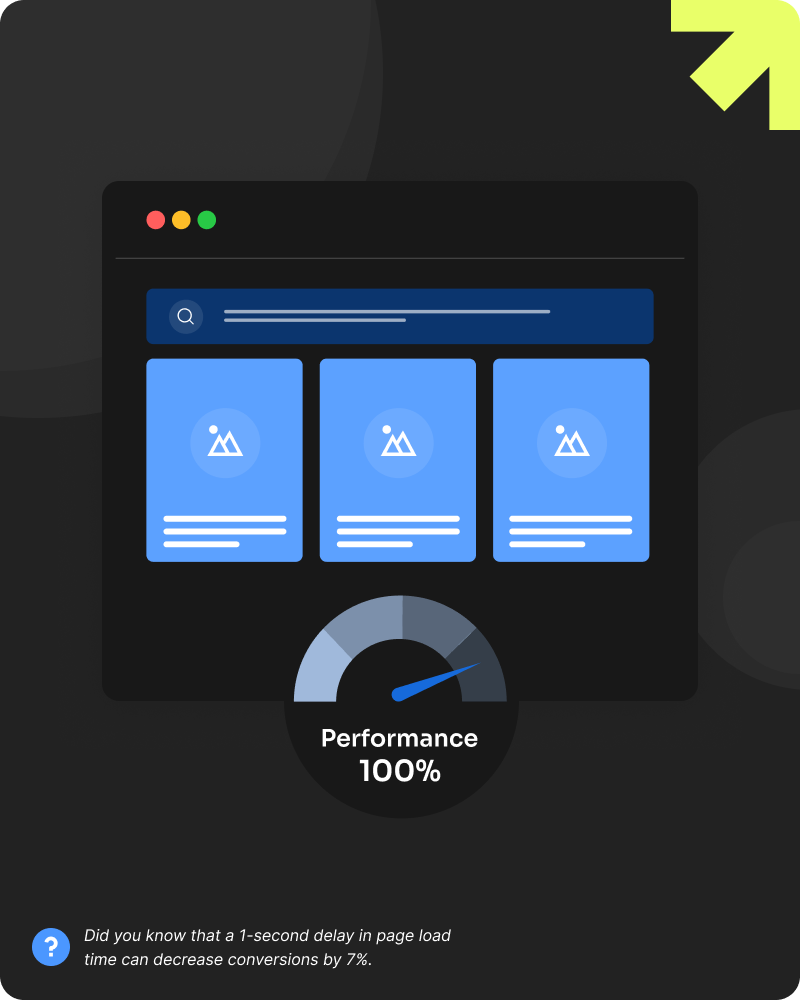 Performance
100%
?
Did you know that a 1-second delay in page load
time can decrease conversions by 7%.